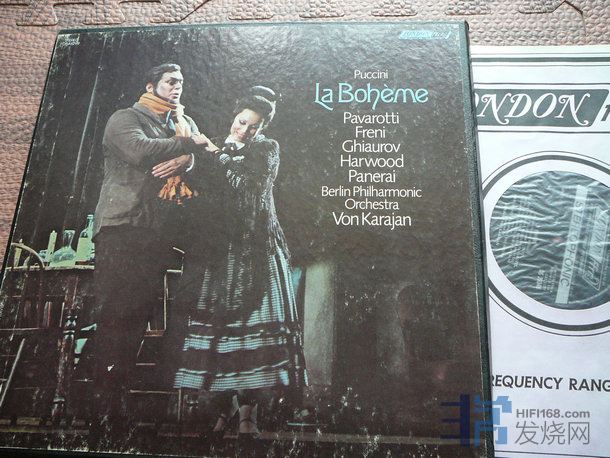 Puccini
La Bohème
Pavarotti
Freni
Ghiaurov
Harwood
Panerai
Berlin Philharmonic
Orchestra
Von Karajan
ONDON
REQUENCY RANG
HIFI168.com
发烧网